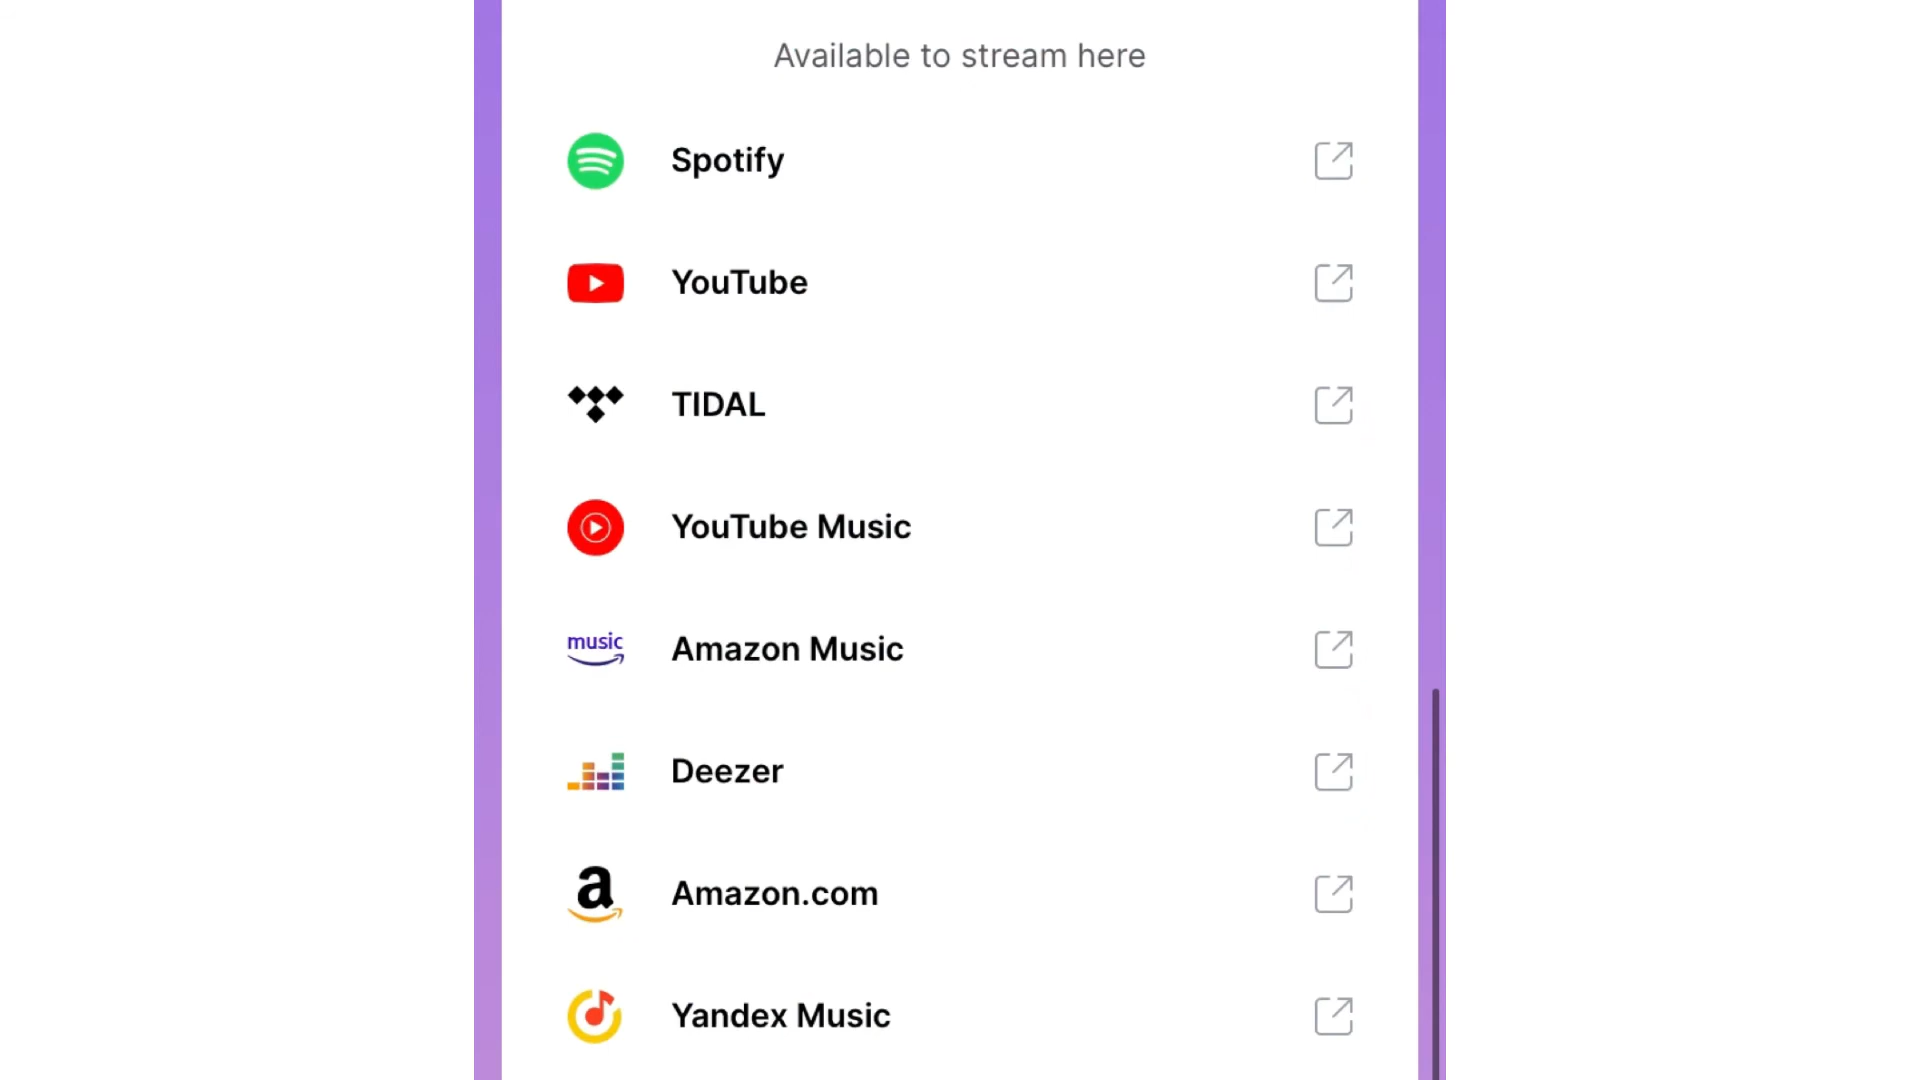 Available to stream here
Spotify
YouTube
TIDAL
YouTube Music
music
Amazon Music
Deezer
a
Amazon.com
Yandex Music